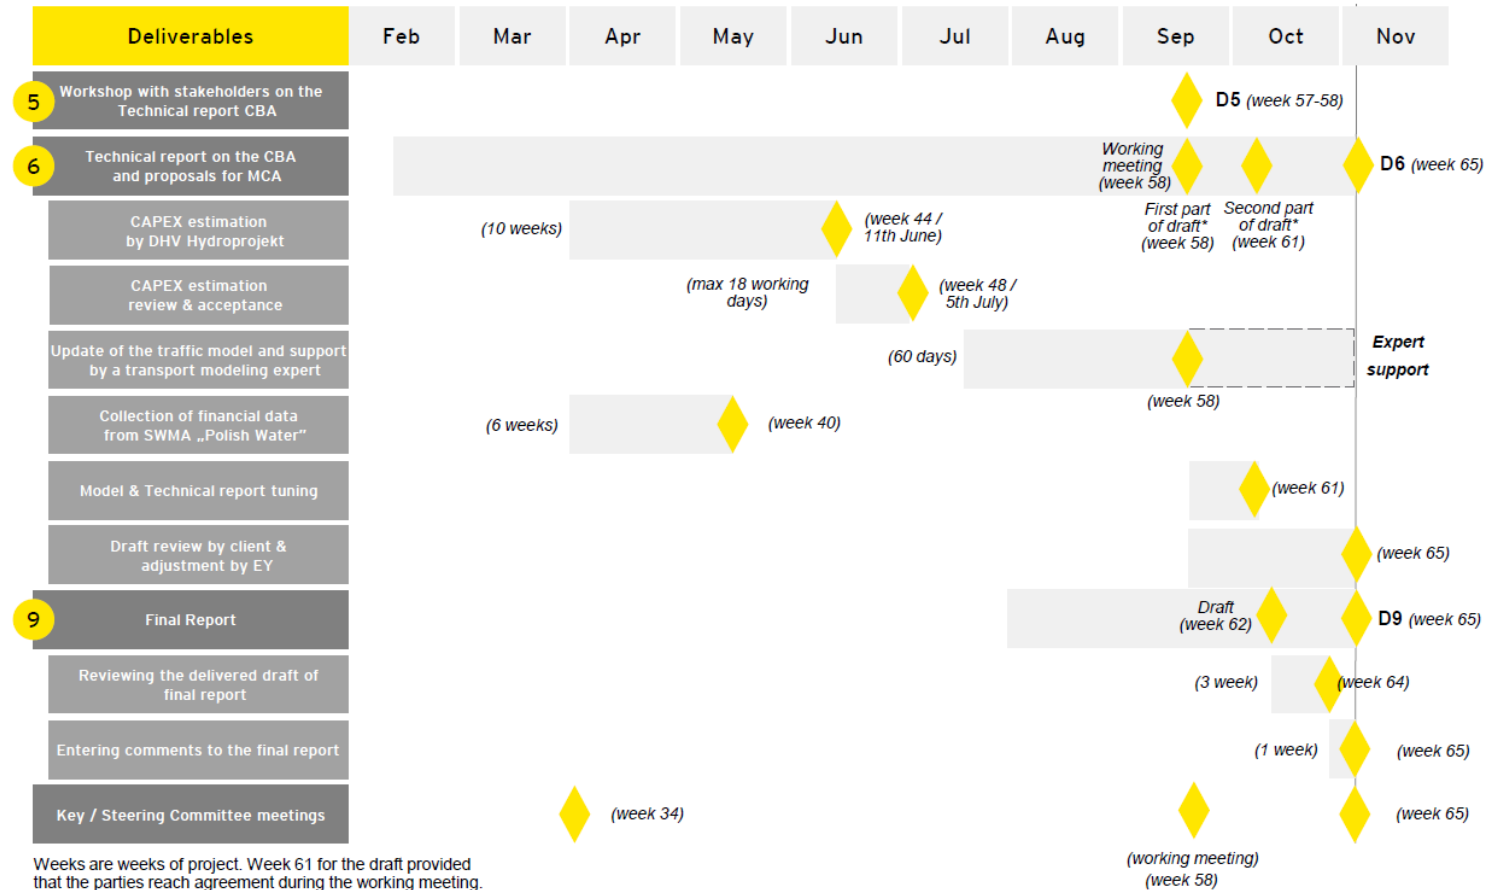 Deliverables Feb Mar Apr May Jun Jul Aug Sep Oct Nov
5
Workshop with stakeholders on the
Technical report CBA
D5 (week 57-58)
6
Technical report on the CBA
and proposals for MCA
Working
meeting
(week 58)
D6 (week 65)
First part
of draft*
(week 58)
Second part
of draft*
(week 61)
CAPEX estimation
by DHV Hydroprojekt
(10 weeks)
(week 44 /
11th June)
CAPEX estimation
review & acceptance
(max 18 working
days)
(week 48 /
5th July)
Update of the traffic model and support
by a transport modeling expert
(60 days)
(week 58)
Expert
support
Collection of financial data
from SWMA „Polish Water”
(6 weeks)
(week 40)
Model & Technical report tuning
(week 61)
Draft review by client &
adjustment by EY
(week 65)
9
Final Report
Draft
(week 62)
D9 (week 65)
Reviewing the delivered draft of
final report
(3 week)
(week 64)
Entering comments to the final report
(1 week)
(week 65)
Key / Steering Committee meetings
(week 34)
(working meeting)
(week 58)
(week 65)
Weeks are weeks of project. Week 61 for the draft provided
that the parties reach agreement during the working meeting.